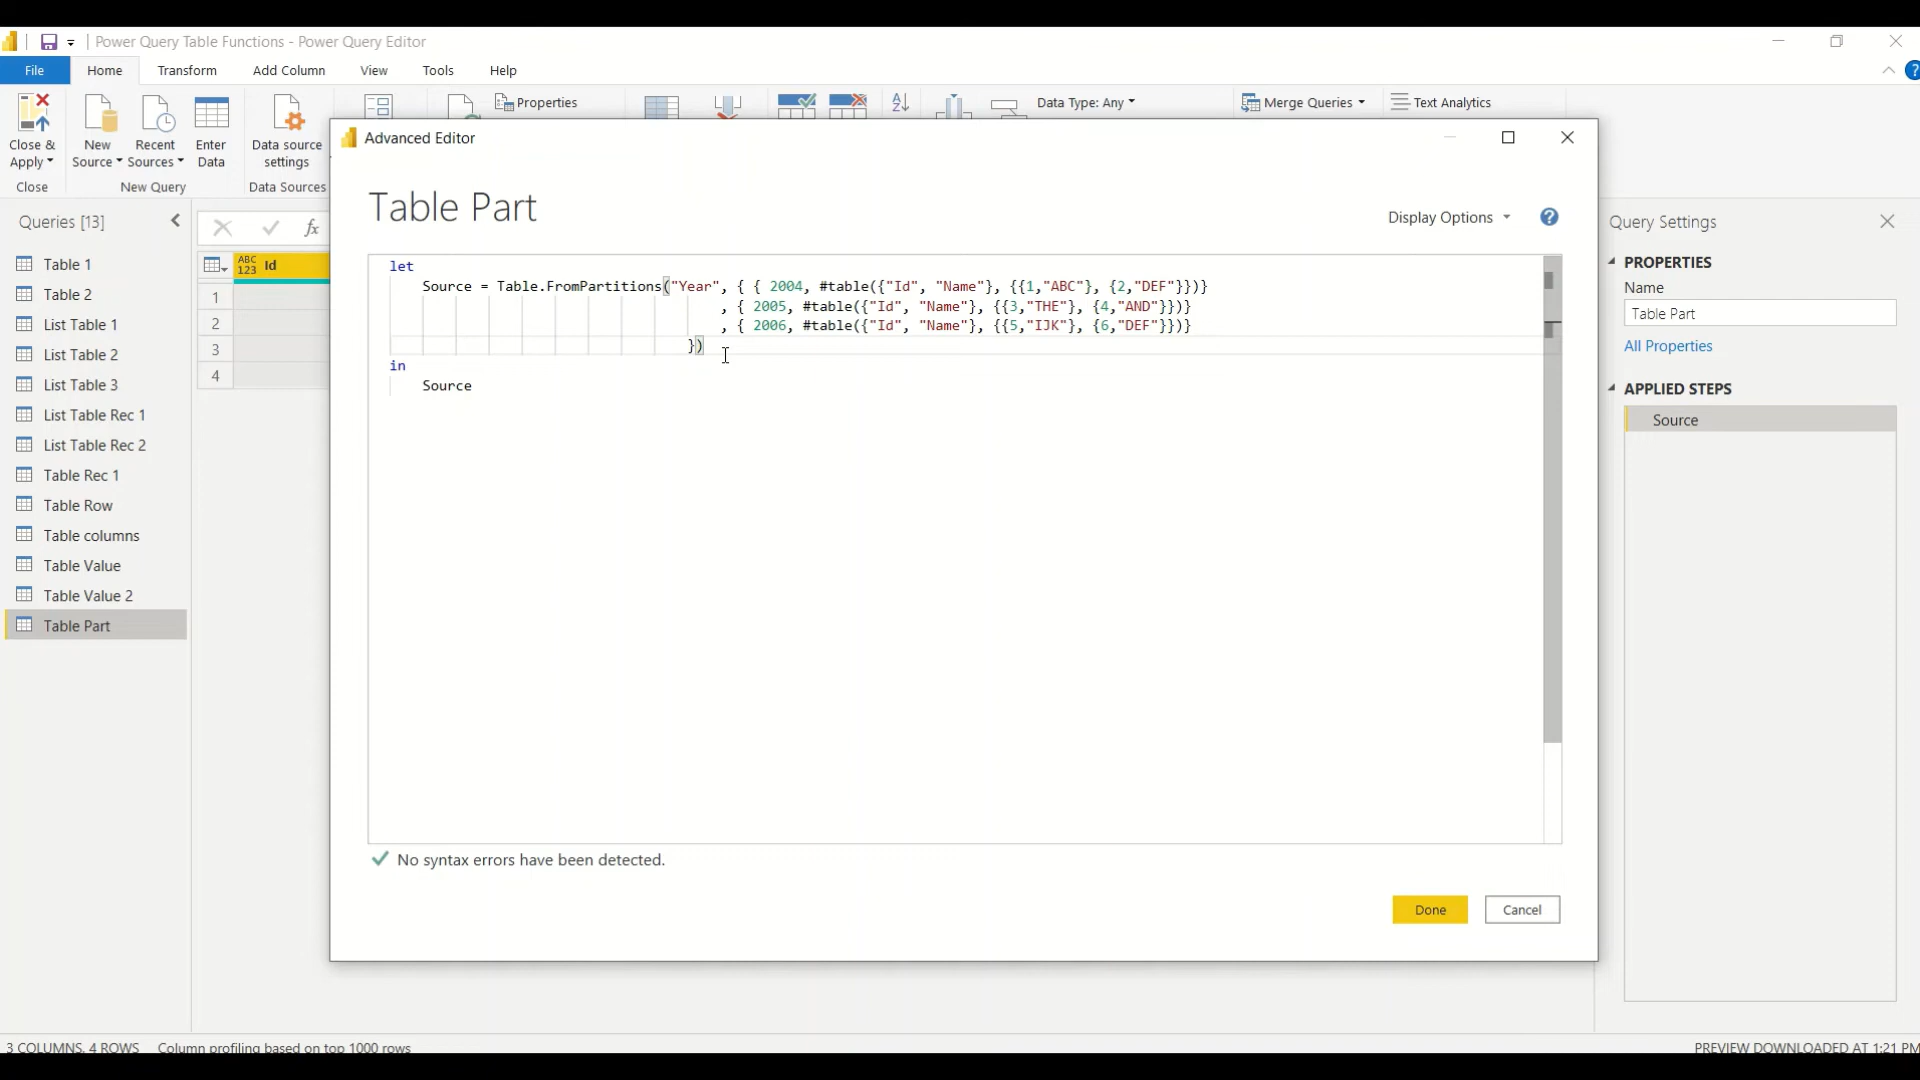 Power Query Table Functions - Power Query Editor
File Home Transform Add Column View Tools Help
Close & Apply
New Source
Recent Sources
Enter Data
Data source settings
Properties
Data Type: Any
Merge Queries
Text Analytics
Close
New Query
Data Sources
Queries [13]
Table 1
Table 2
List Table 1
List Table 2
List Table 3
List Table Rec 1
List Table Rec 2
Table Rec 1
Table Row
Table columns
Table Value
Table Value 2
Table Part
fx
ABC 123 Id
1
2
3
4
Advanced Editor
Table Part
Display Options
let
Source = Table.FromPartitions("Year", { { 2004, #table({"Id", "Name"}, {{1,"ABC"}, {2,"DEF"}})}
, { 2005, #table({"Id", "Name"}, {{3,"THE"}, {4,"AND"}})}
, { 2006, #table({"Id", "Name"}, {{5,"IJK"}, {6,"DEF"}})}
})
in
Source
No syntax errors have been detected.
Done
Cancel
Query Settings
PROPERTIES
Name
Table Part
All Properties
APPLIED STEPS
Source
3 COLUMNS, 4 ROWS
Column profiling based on top 1000 rows
PREVIEW DOWNLOADED AT 1:21 PM